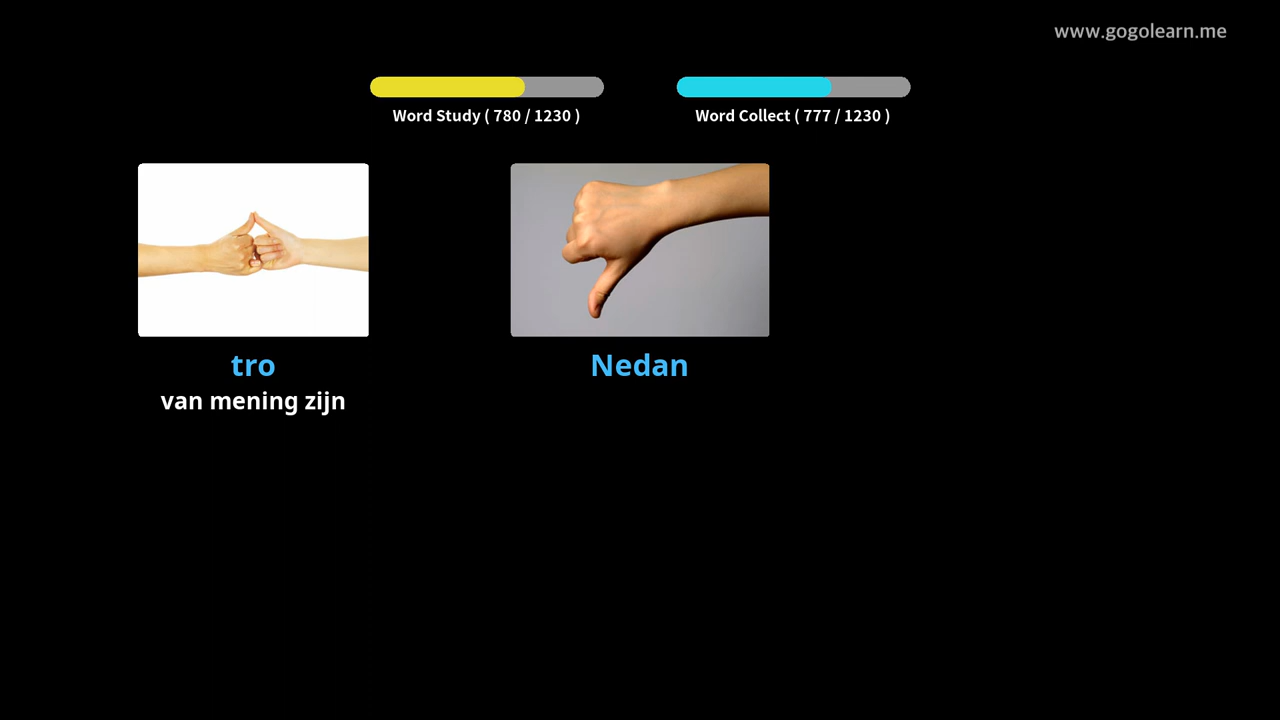 www.gogolearn.me
Word Study ( 780 / 1230 )
Word Collect ( 777 / 1230 )
tro
van mening zijn
Nedan